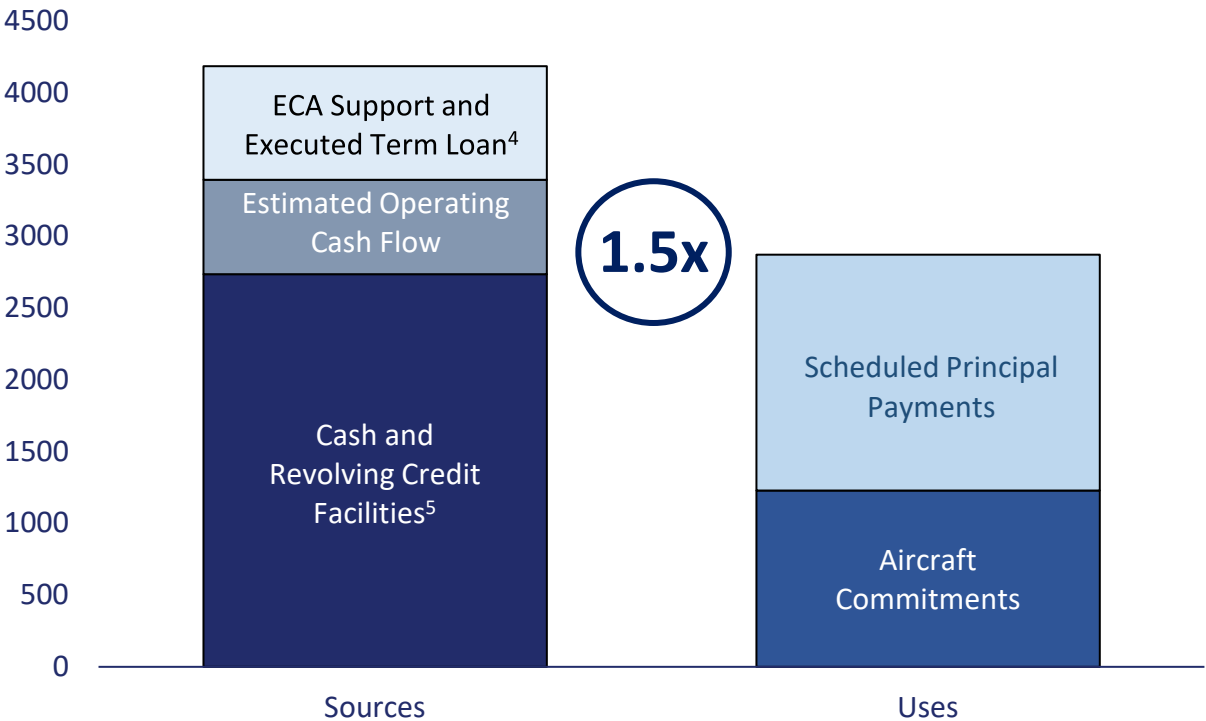 4500
4000
3500
3000
2500
2000
1500
1000
500
0
ECA Support and
Executed Term Loan⁴
Estimated Operating
Cash Flow
Cash and
Revolving Credit
Facilities⁵
1.5x
Scheduled Principal
Payments
Aircraft
Commitments
Sources
Uses